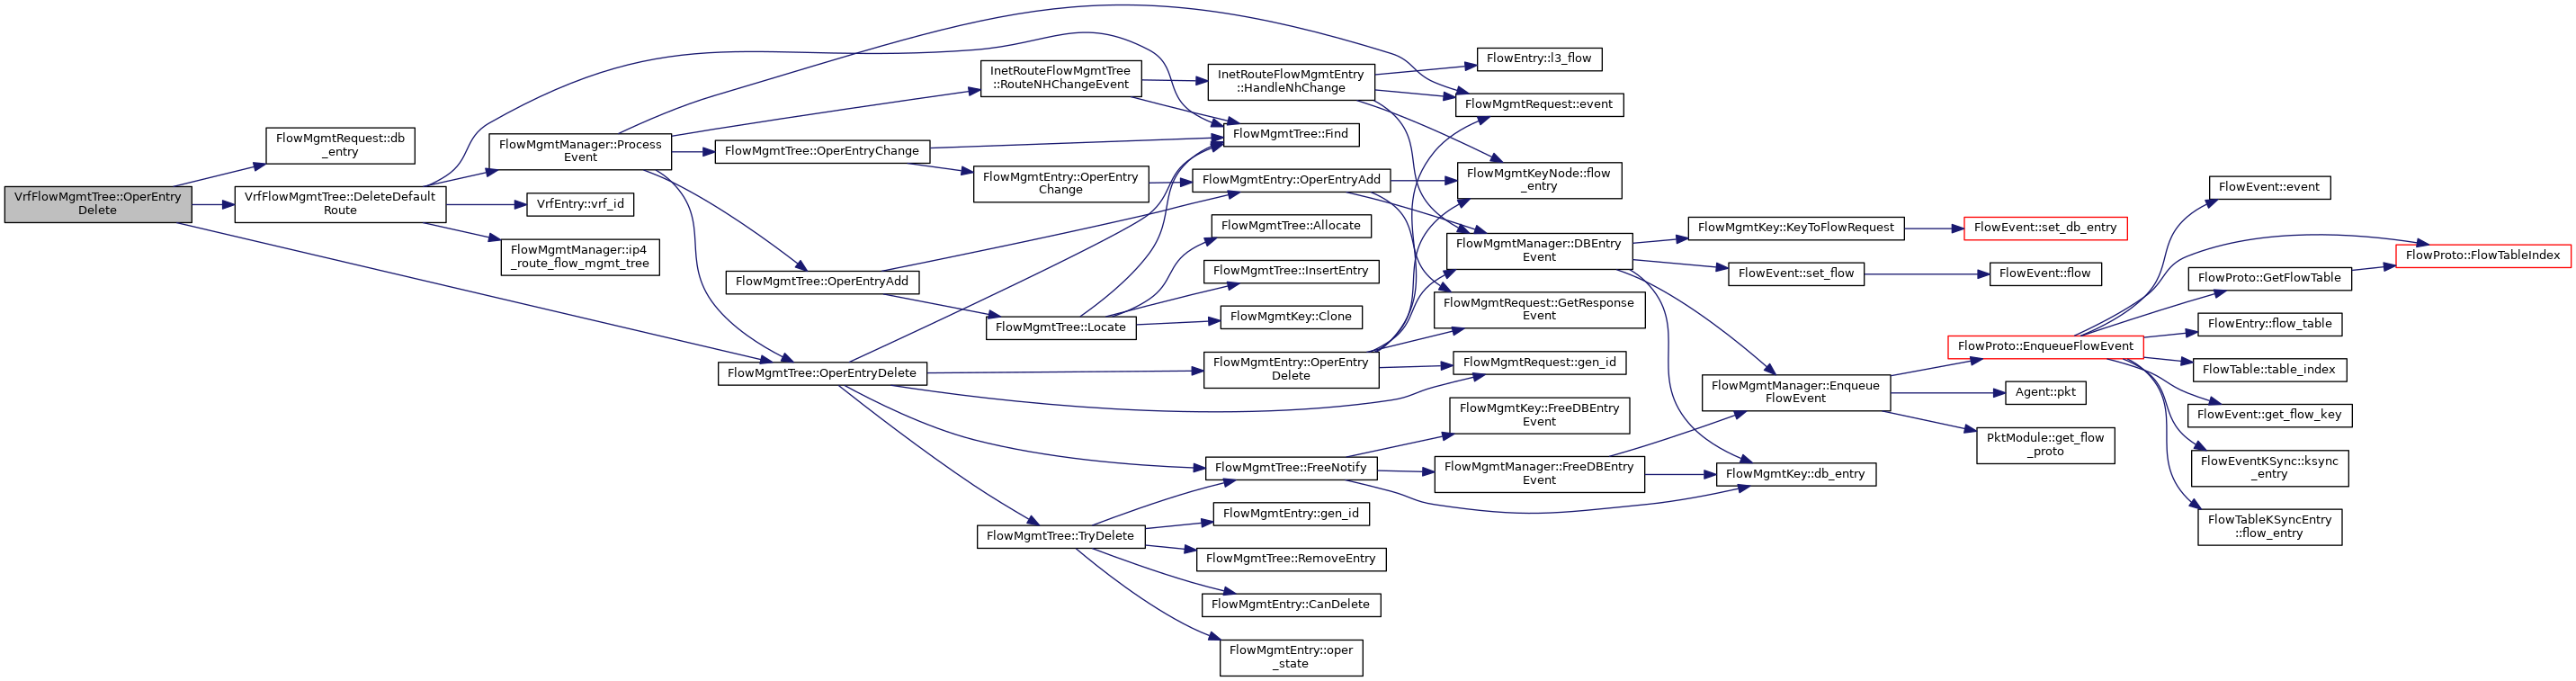 VrfFlowMgmtTree::OperEntry
Delete
FlowMgmtRequest::db
_entry
VrfFlowMgmtTree::DeleteDefault
Route
FlowMgmtManager::Process
Event
VrfEntry::vrf_id
FlowMgmtManager::ip4
_route_flow_mgmt_tree
InetRouteFlowMgmtTree
::RouteNHChangeEvent
FlowMgmtTree::OperEntryChange
FlowMgmtEntry::OperEntry
Change
FlowMgmtTree::OperEntryAdd
FlowMgmtTree::Locate
FlowMgmtTree::OperEntryDelete
FlowMgmtTree::TryDelete
InetRouteFlowMgmtEntry
::HandleNhChange
FlowMgmtTree::Find
FlowMgmtEntry::OperEntryAdd
FlowMgmtTree::Allocate
FlowMgmtTree::InsertEntry
FlowMgmtKey::Clone
FlowMgmtEntry::OperEntry
Delete
FlowMgmtTree::FreeNotify
FlowMgmtEntry::gen_id
FlowMgmtTree::RemoveEntry
FlowMgmtEntry::CanDelete
FlowMgmtEntry::oper
_state
FlowEntry::l3_flow
FlowMgmtRequest::event
FlowMgmtKeyNode::flow
_entry
FlowMgmtManager::DBEntry
Event
FlowMgmtRequest::GetResponse
Event
FlowMgmtRequest::gen_id
FlowMgmtKey::FreeDBEntry
Event
FlowMgmtManager::FreeDBEntry
Event
FlowMgmtKey::KeyToFlowRequest
FlowEvent::set_flow
FlowMgmtManager::Enqueue
FlowEvent
FlowMgmtKey::db_entry
FlowEvent::set_db_entry
FlowEvent::flow
FlowProto::EnqueueFlowEvent
Agent::pkt
PktModule::get_flow
_proto
FlowEvent::event
FlowProto::GetFlowTable
FlowEntry::flow_table
FlowTable::table_index
FlowEvent::get_flow_key
FlowEventKSync::ksync
_entry
FlowTableKSyncEntry
::flow_entry
FlowProto::FlowTableIndex